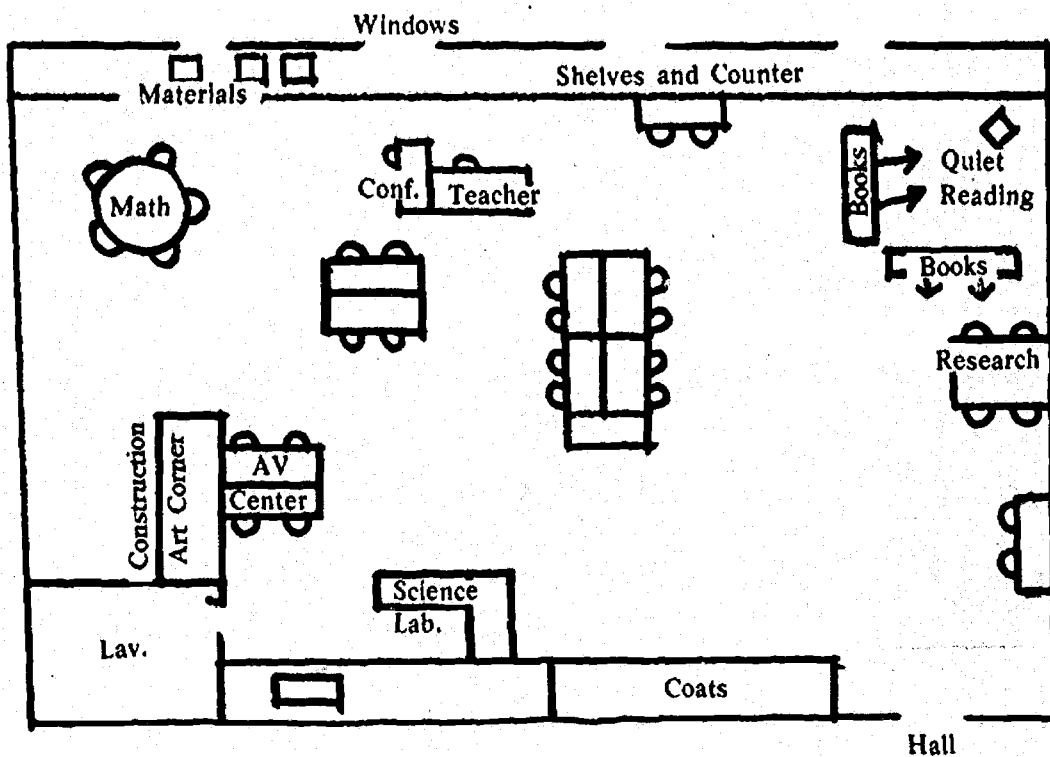 Windows
Shelves and Counter
Materials
Math
Conf.
Teacher
Books
Quiet
Reading
Books
Research
Construction
Art Corner
AV
Center
Science
Lab.
Lav.
Coats
Hall